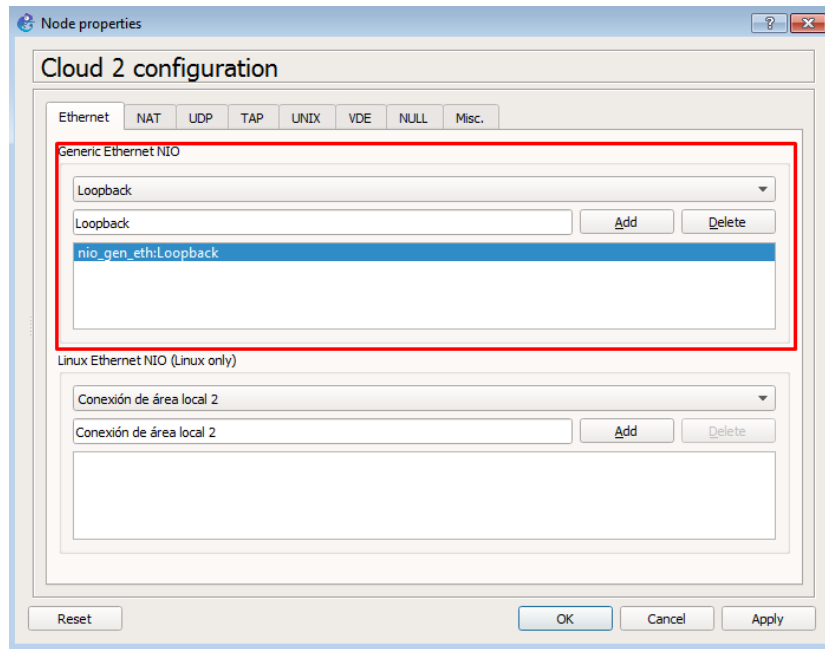 Node properties
?
Cloud 2 configuration
Ethernet NAT UDP TAP UNIX VDE NULL Misc.
Generic Ethernet NIO
Loopback
Loopback Add Delete
nio_gen_eth:Loopback
Linux Ethernet NIO (Linux only)
Conexión de área local 2
Conexión de área local 2 Add Delete
Reset OK Cancel Apply